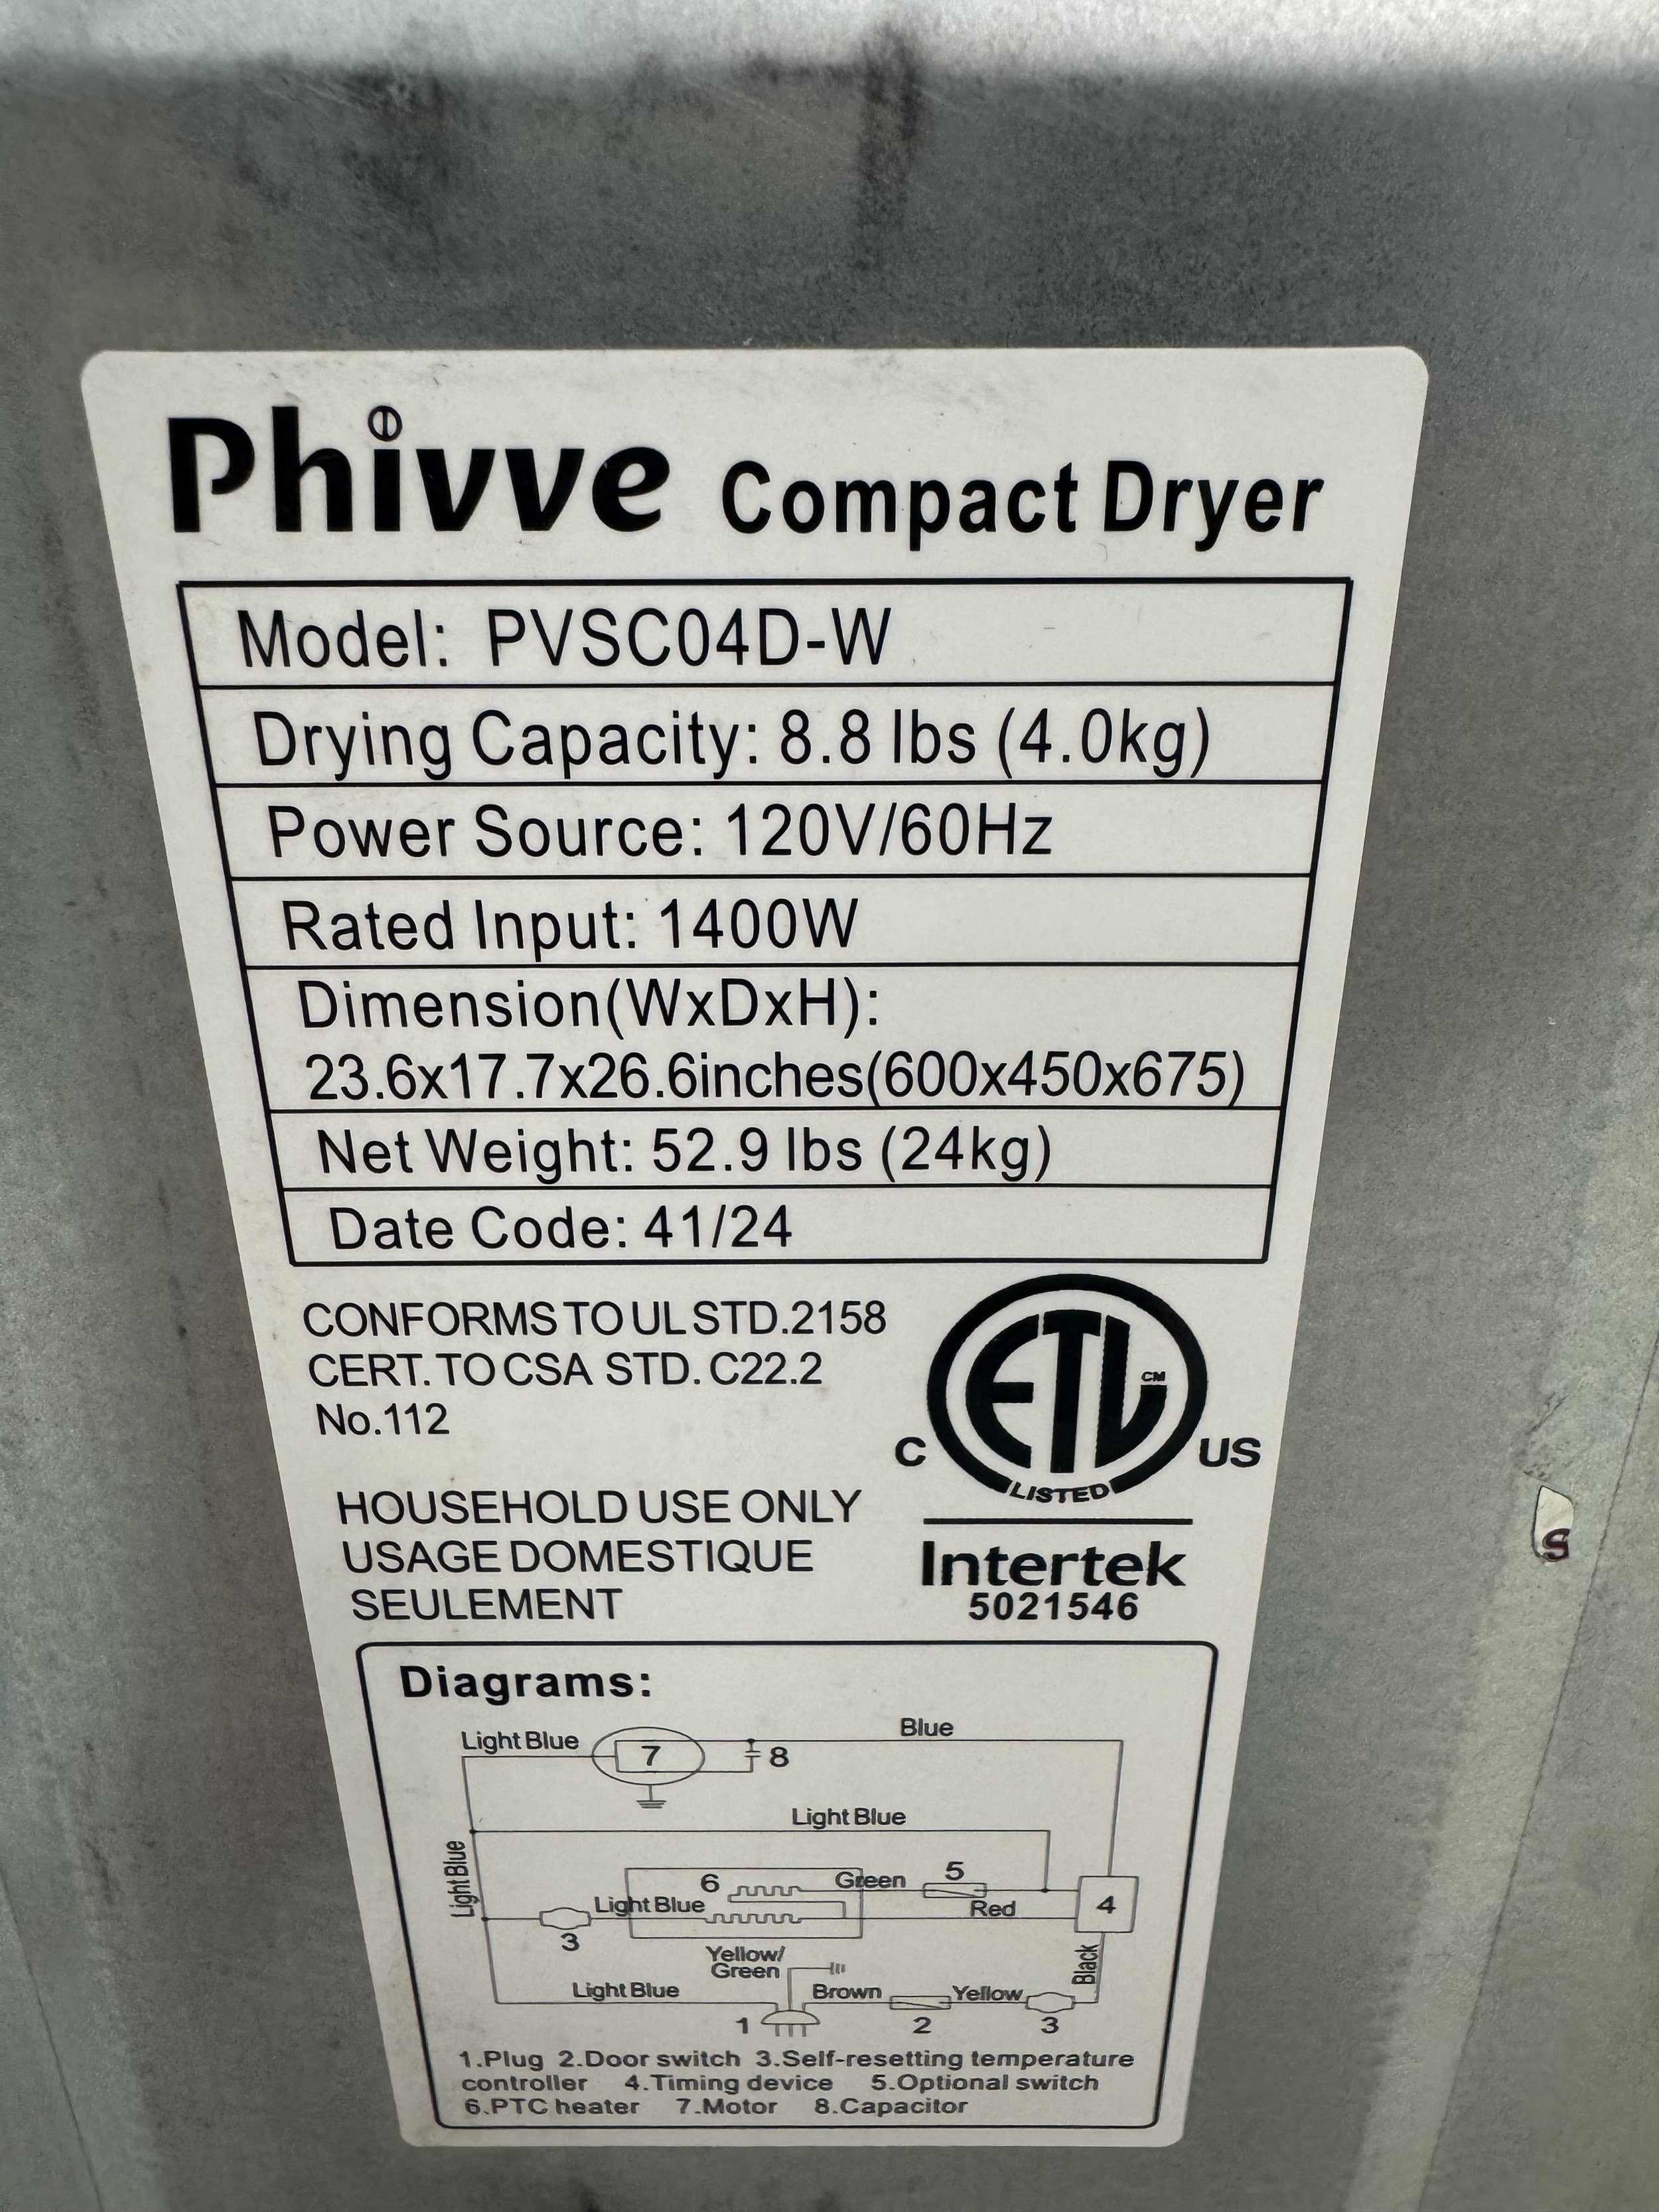 Phivve Compact Dryer
Model: PVSC04D-W
Drying Capacity: 8.8 lbs (4.0kg)
Power Source: 120V/60Hz
Rated Input: 1400W
Dimension(WxDxH):
23.6x17.7x26.6inches(600x450x675)
Net Weight: 52.9 lbs (24kg)
Date Code: 41/24
CONFORMS TO UL STD.2158
CERT. TO CSA STD. C22.2
No.112
ETL CM
C US
LISTED
HOUSEHOLD USE ONLY
USAGE DOMESTIQUE
SEULEMENT
Intertek
5021546
Diagrams:
Light Blue 7 8 Blue
Light Blue
Light Blue
6 Green 5
Light Blue Red 4
3
Yellow/
Green
Black
Light Blue Brown Yellow
1 2 3
1.Plug 2.Door switch 3.Self-resetting temperature
controller 4.Timing device 5.Optional switch
6.PTC heater 7.Motor 8.Capacitor
S